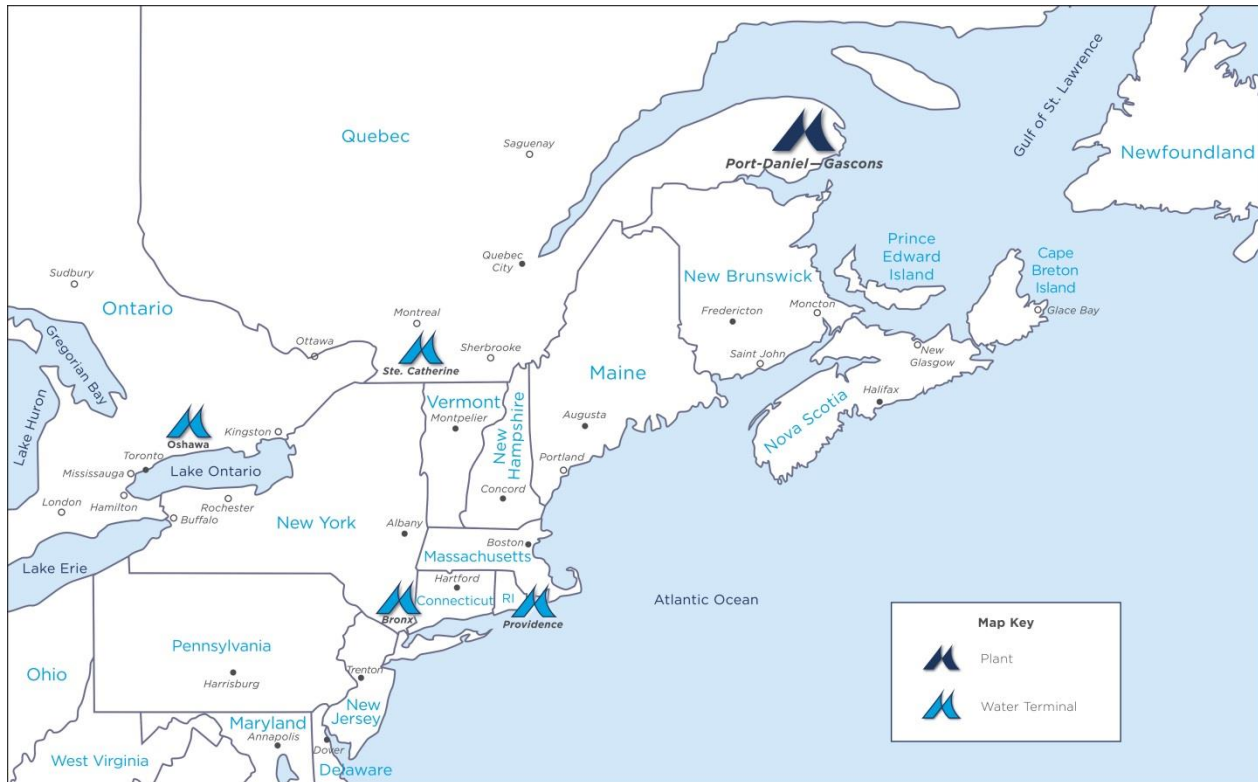 Quebec
Saguenay
Port-Daniel—Gascons
Gulf of St. Lawrence
Newfoundland
Sudbury
Ontario
Quebec
City
New Brunswick
Prince
Edward
Island
Cape
Breton
Island
Glace Bay
Gregorian Bay
Ottawa
Montreal
Ste. Catherine
Sherbrooke
Fredericton
Moncton
Saint John
New
Glasgow
Halifax
Nova Scotia
Maine
Augusta
Portland
Lake Huron
Oshawa
Kingston
Toronto
Mississauga
Lake Ontario
London
Hamilton
Rochester
Buffalo
Vermont
Montpelier
New
Hampshire
Concord
New York
Albany
Boston
Massachusetts
Lake Erie
Hartford
Connecticut
RI
Bronx
Providence
Atlantic Ocean
Pennsylvania
Harrisburg
Trenton
New
Jersey
Ohio
Maryland
Annapolis
Dover
Delaware
West Virginia
Map Key
Plant
Water Terminal